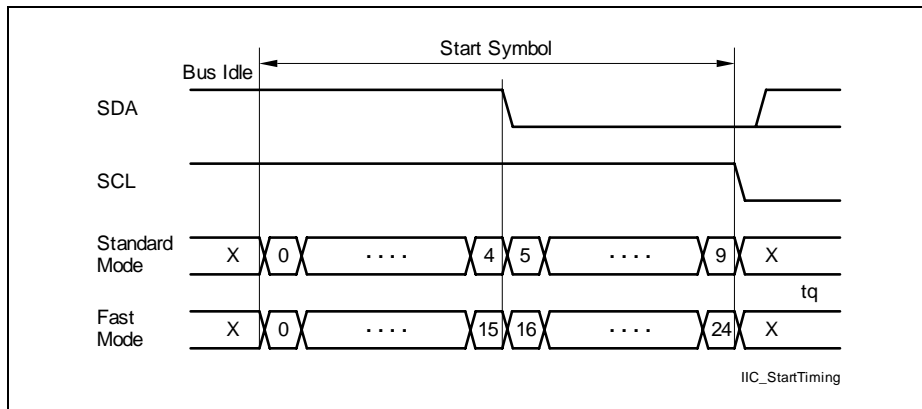 Start Symbol
Bus Idle
SDA
SCL
Standard
Mode
X 0 .... 4 5 .... 9 X
tq
Fast
Mode
X 0 .... 15 16 .... 24 X
IIC_StartTiming